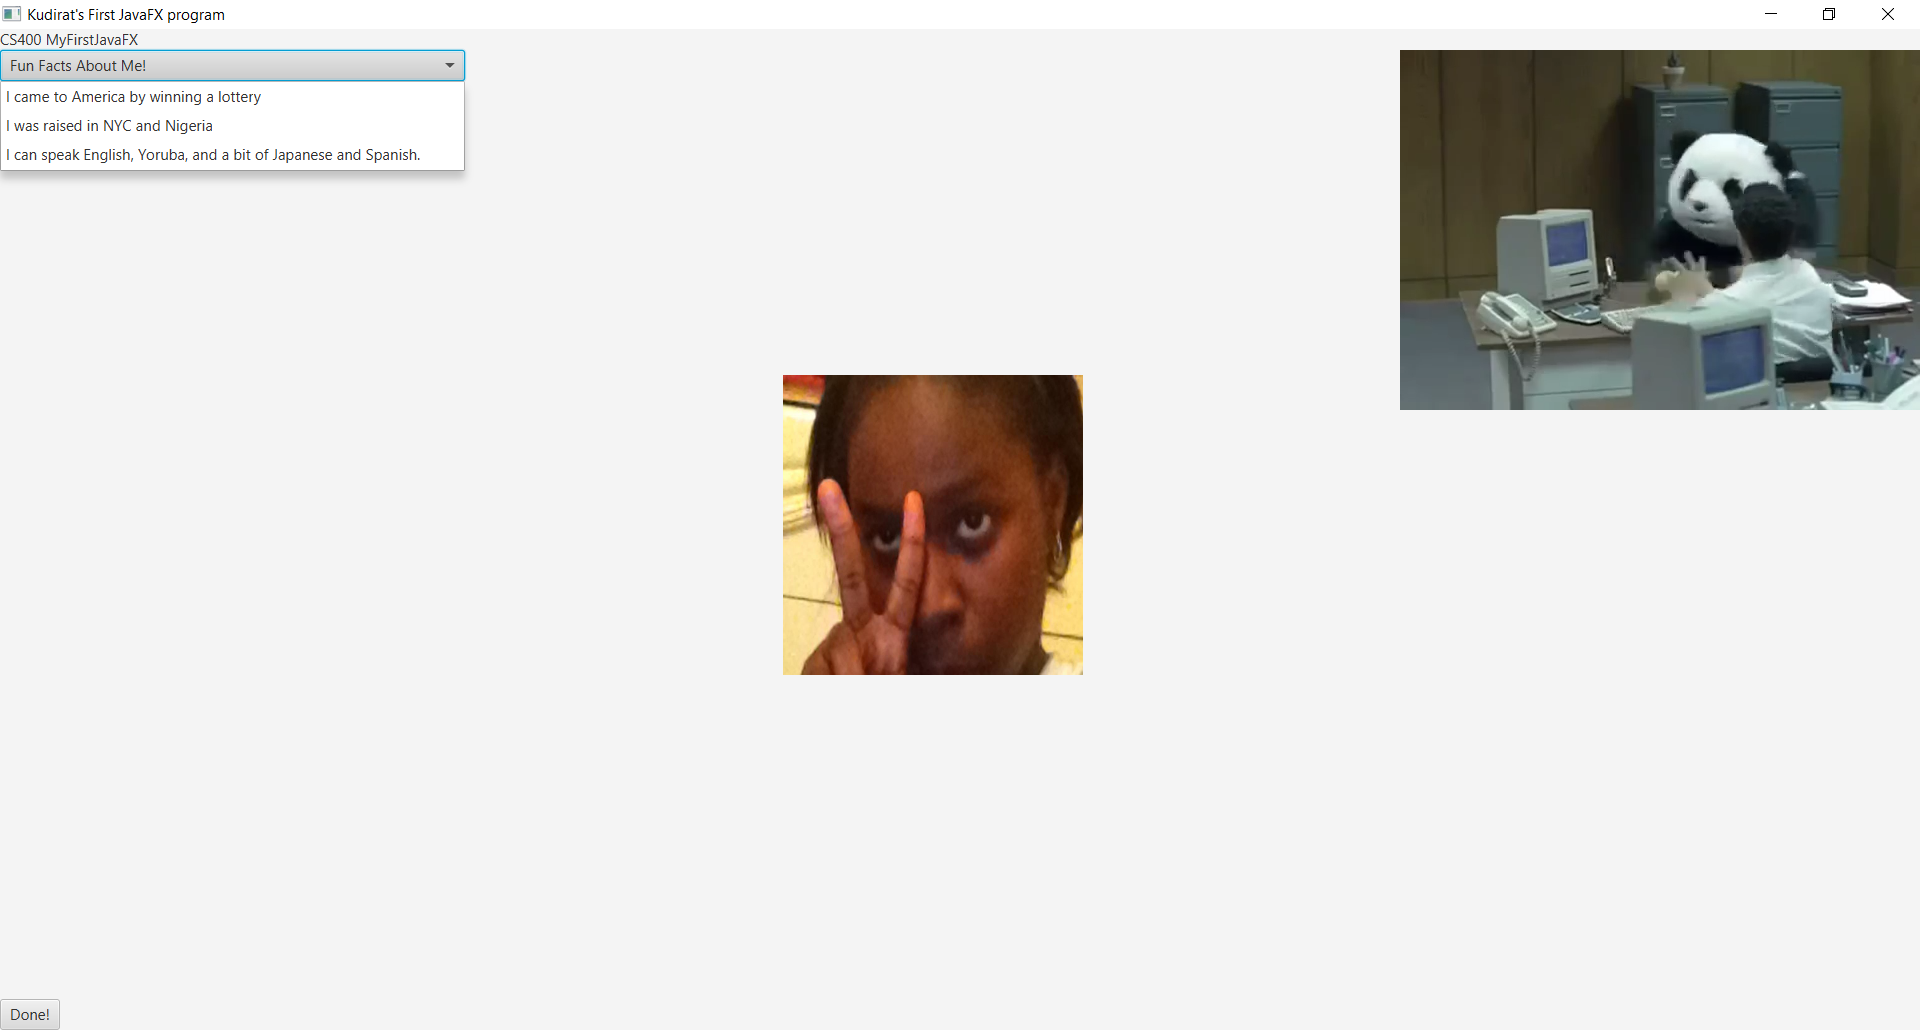 Kudirat's First JavaFX program
CS400 MyFirstJavaFX
Fun Facts About Me!
I came to America by winning a lottery
I was raised in NYC and Nigeria
I can speak English, Yoruba, and a bit of Japanese and Spanish.
Done!